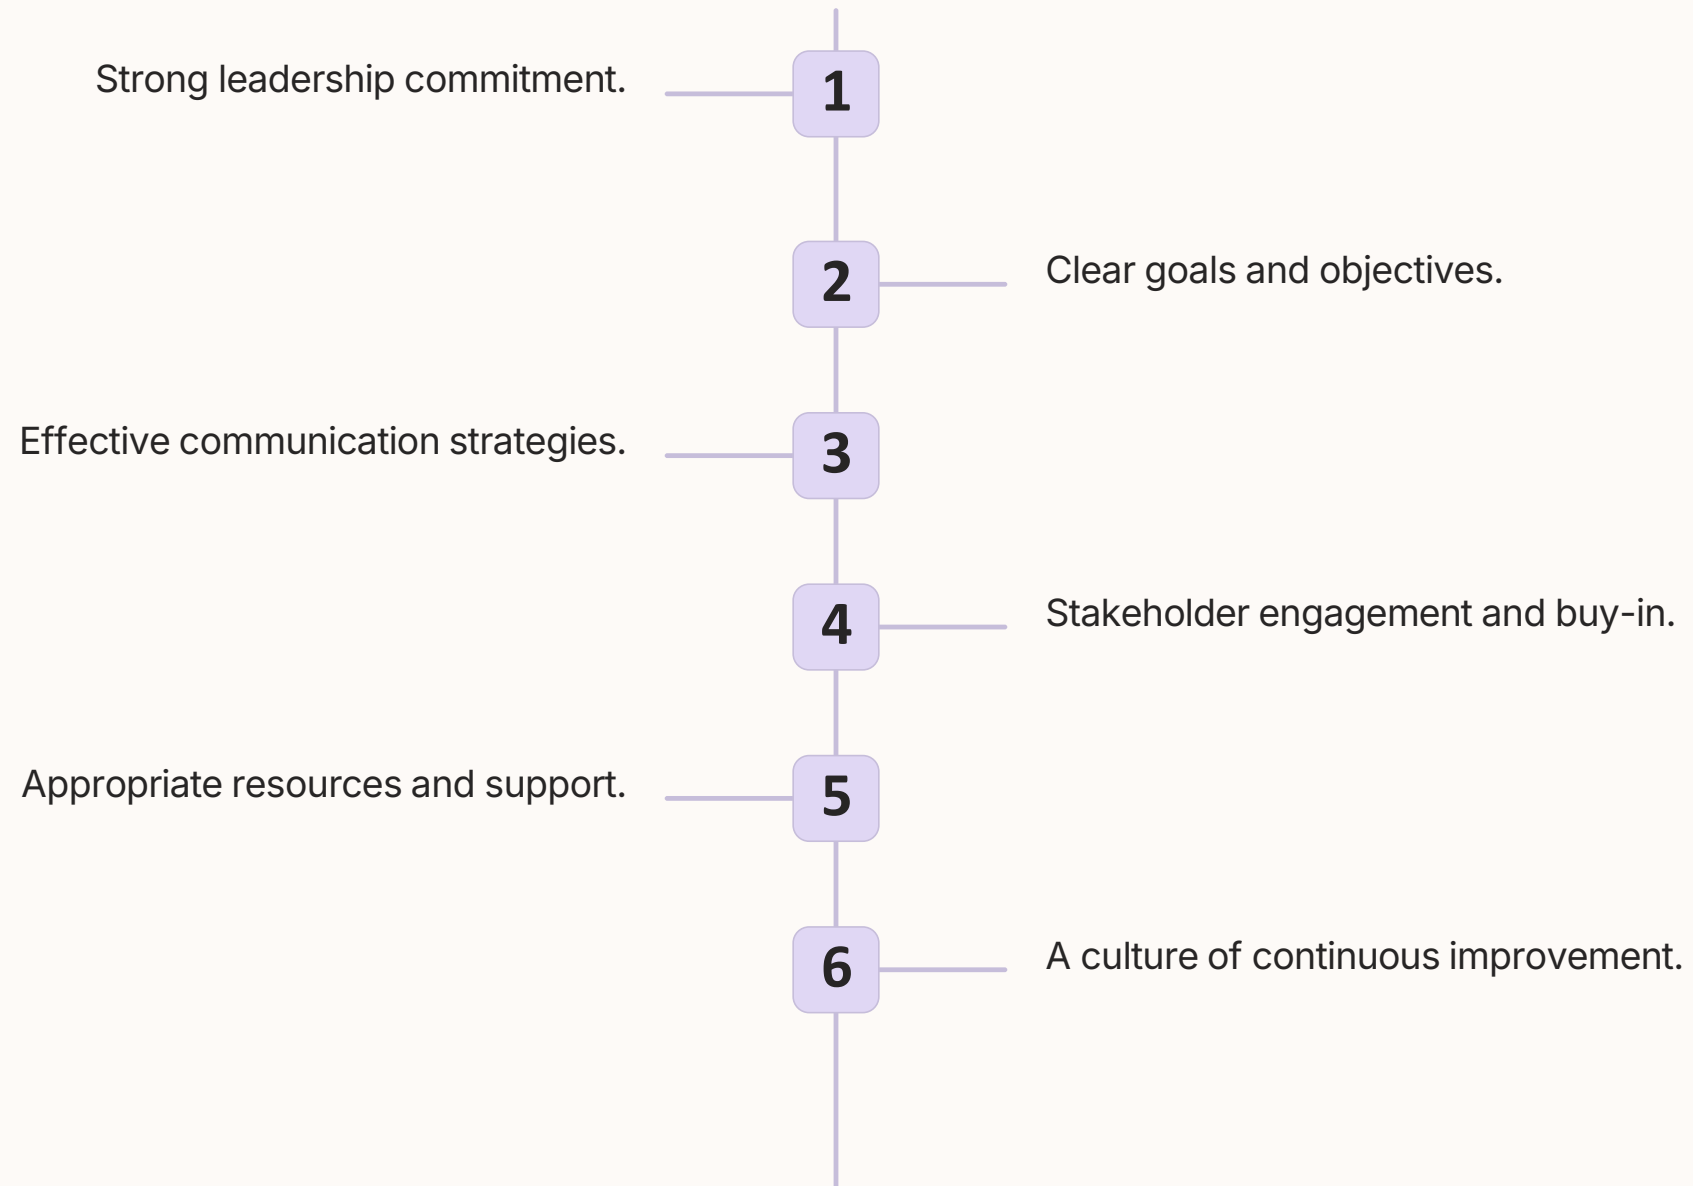 Strong leadership commitment.
1
2
Clear goals and objectives.
Effective communication strategies.
3
4
Stakeholder engagement and buy-in.
Appropriate resources and support.
5
6
A culture of continuous improvement.